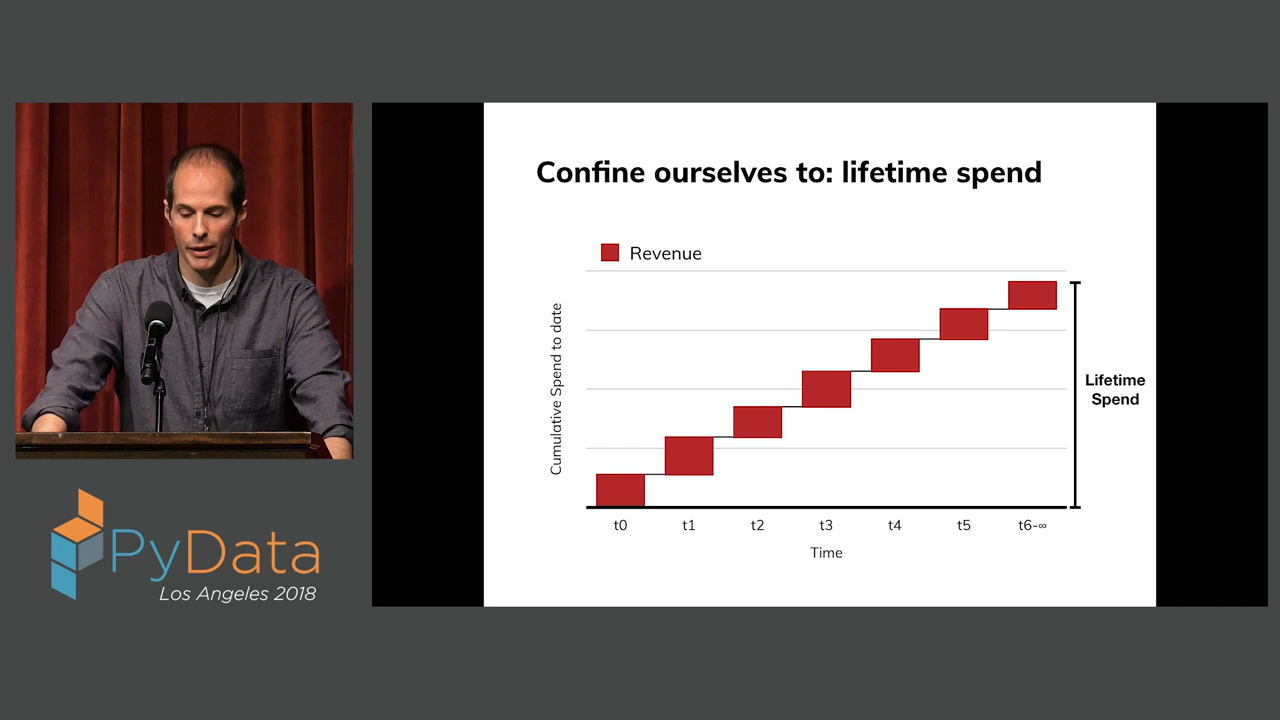 Confine ourselves to: lifetime spend
Revenue
Cumulative Spend to date
Lifetime
Spend
t0 t1 t2 t3 t4 t5 t6-∞
Time
PyData
Los Angeles 2018